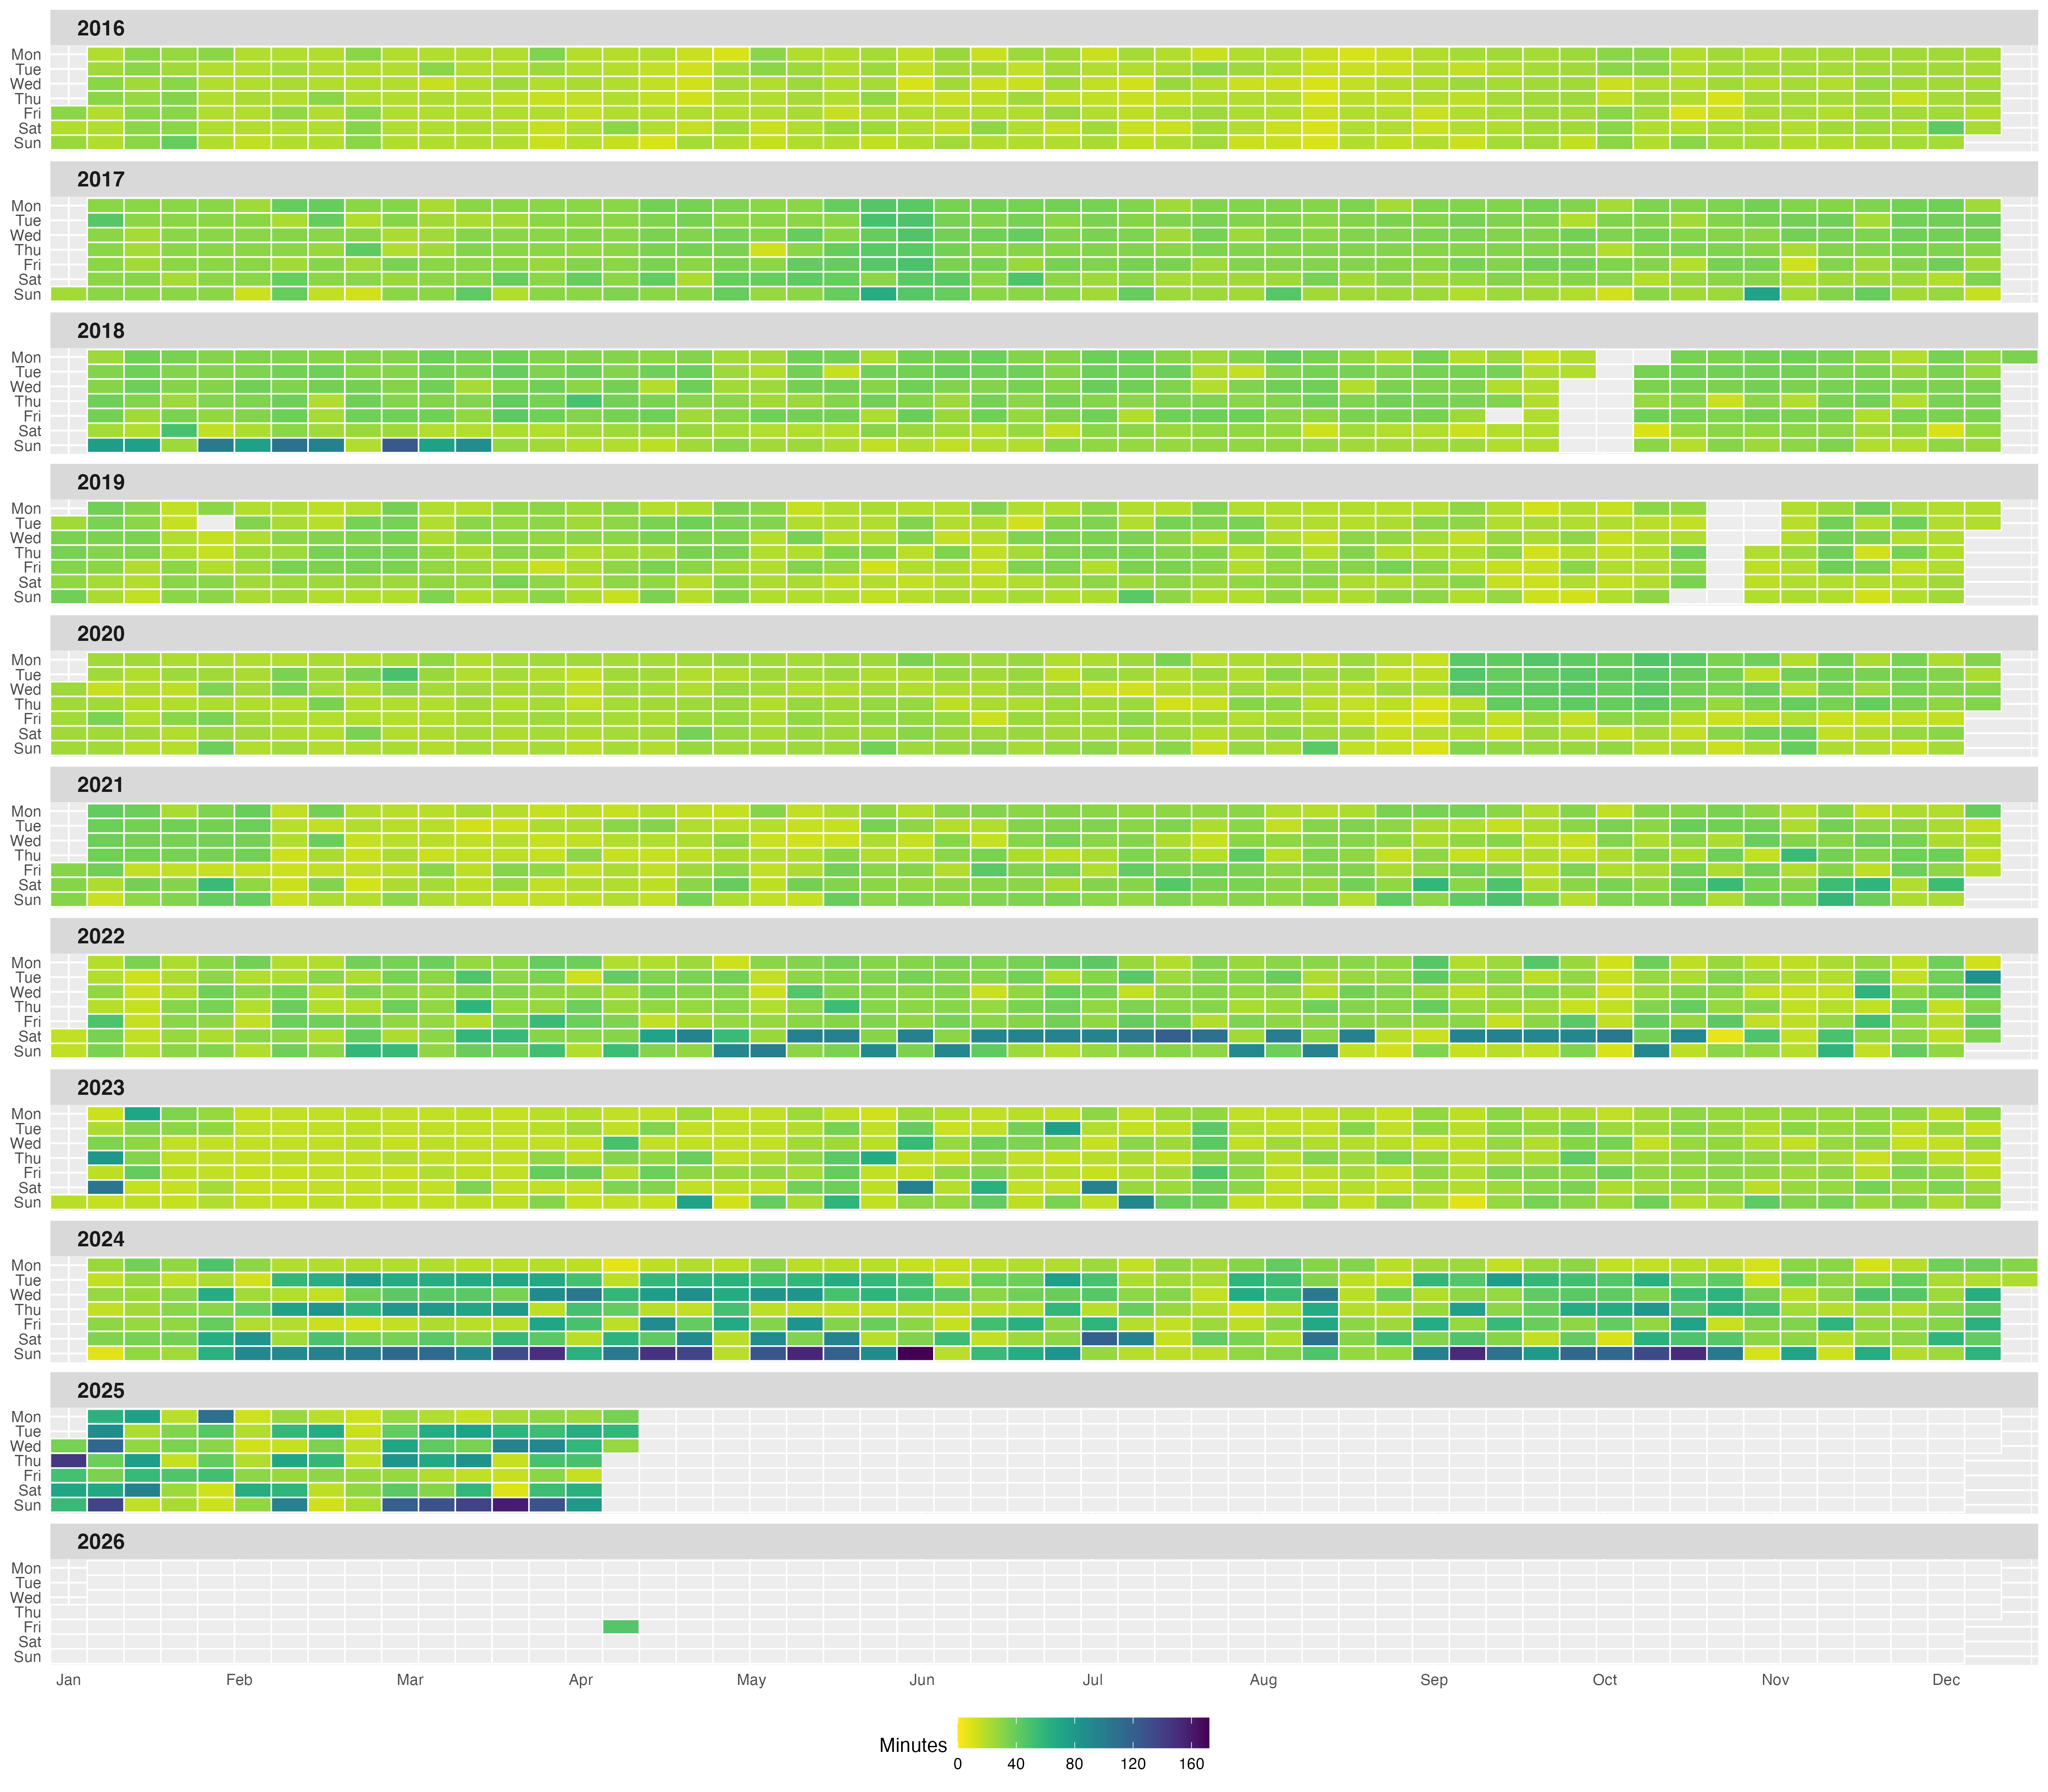 2016
Mon
Tue
Wed
Thu
Fri
Sat
Sun
2017
Mon
Tue
Wed
Thu
Fri
Sat
Sun
2018
Mon
Tue
Wed
Thu
Fri
Sat
Sun
2019
Mon
Tue
Wed
Thu
Fri
Sat
Sun
2020
Mon
Tue
Wed
Thu
Fri
Sat
Sun
2021
Mon
Tue
Wed
Thu
Fri
Sat
Sun
2022
Mon
Tue
Wed
Thu
Fri
Sat
Sun
2023
Mon
Tue
Wed
Thu
Fri
Sat
Sun
2024
Mon
Tue
Wed
Thu
Fri
Sat
Sun
2025
Mon
Tue
Wed
Thu
Fri
Sat
Sun
2026
Mon
Tue
Wed
Thu
Fri
Sat
Sun
Jan Feb Mar Apr May Jun Jul Aug Sep Oct Nov Dec
Minutes
0 40 80 120 160